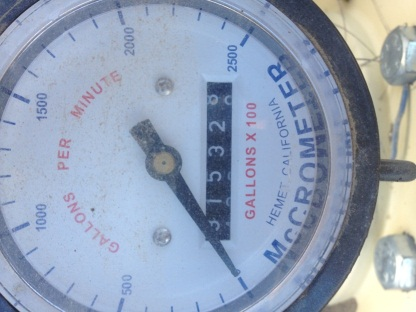 500
1000
1500
2000
2500
GALLONS PER MINUTE
GALLONS X 100
HEMET, CALIFORNIA
McCROMETER